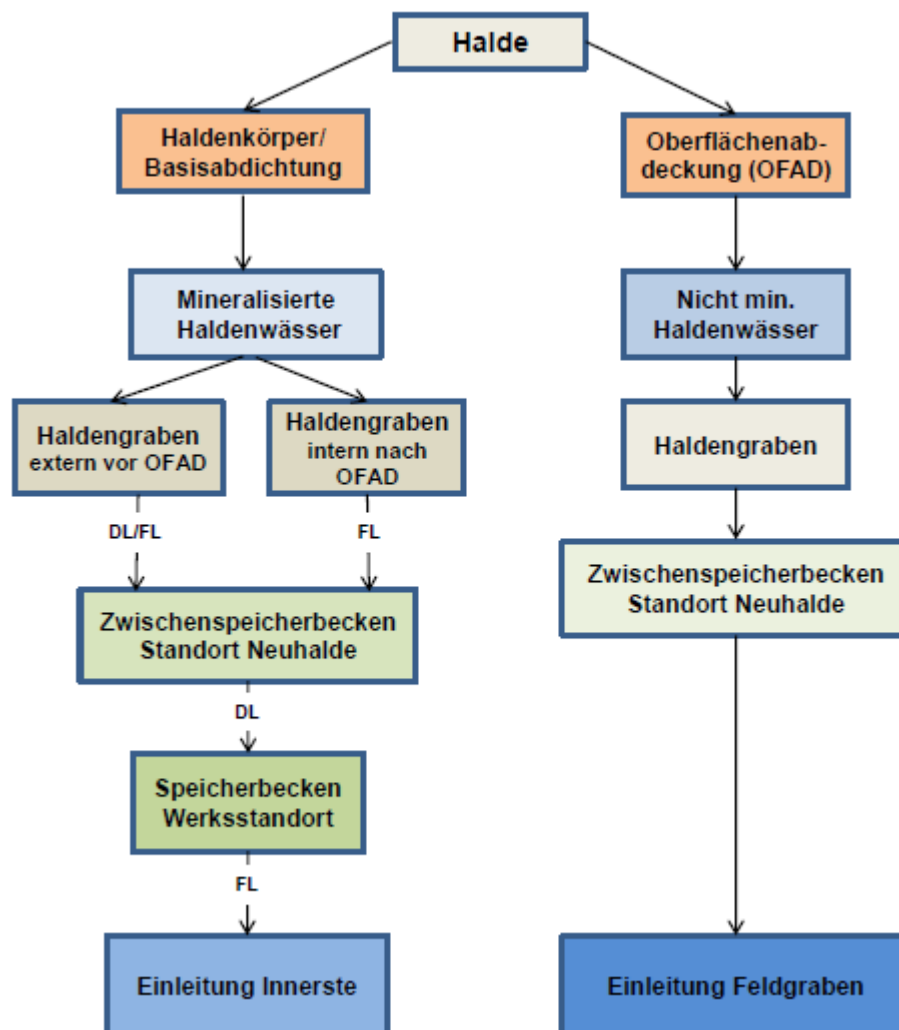 Halde
Haldenkörper/
Basisabdichtung
Oberflächenab-
deckung (OFAD)
Mineralisierte
Haldenwässer
Nicht min.
Haldenwässer
Haldengraben
extern vor OFAD
Haldengraben
intern nach
OFAD
Haldengraben
DL/FL
FL
Zwischenspeicherbecken
Standort Neuhalde
Zwischenspeicherbecken
Standort Neuhalde
DL
Speicherbecken
Werksstandort
FL
Einleitung Innerste
Einleitung Feldgraben